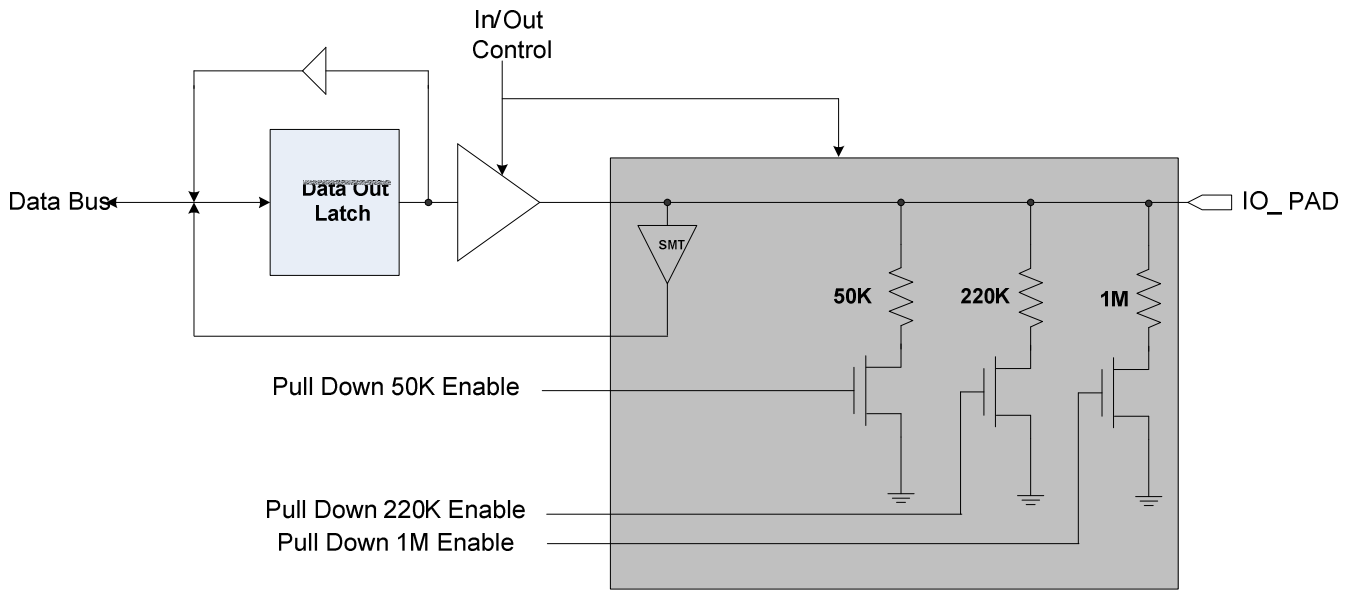 In/Out
Control
Data Bus
Data Out
Latch
IO_ PAD
SMT
50K
220K
1M
Pull Down 50K Enable
Pull Down 220K Enable
Pull Down 1M Enable